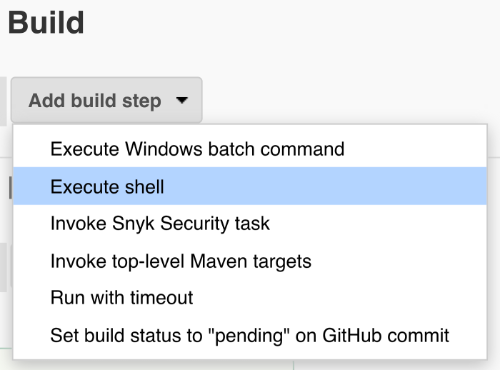 Build
Add build step
Execute Windows batch command
Execute shell
Invoke Snyk Security task
Invoke top-level Maven targets
Run with timeout
Set build status to "pending" on GitHub commit